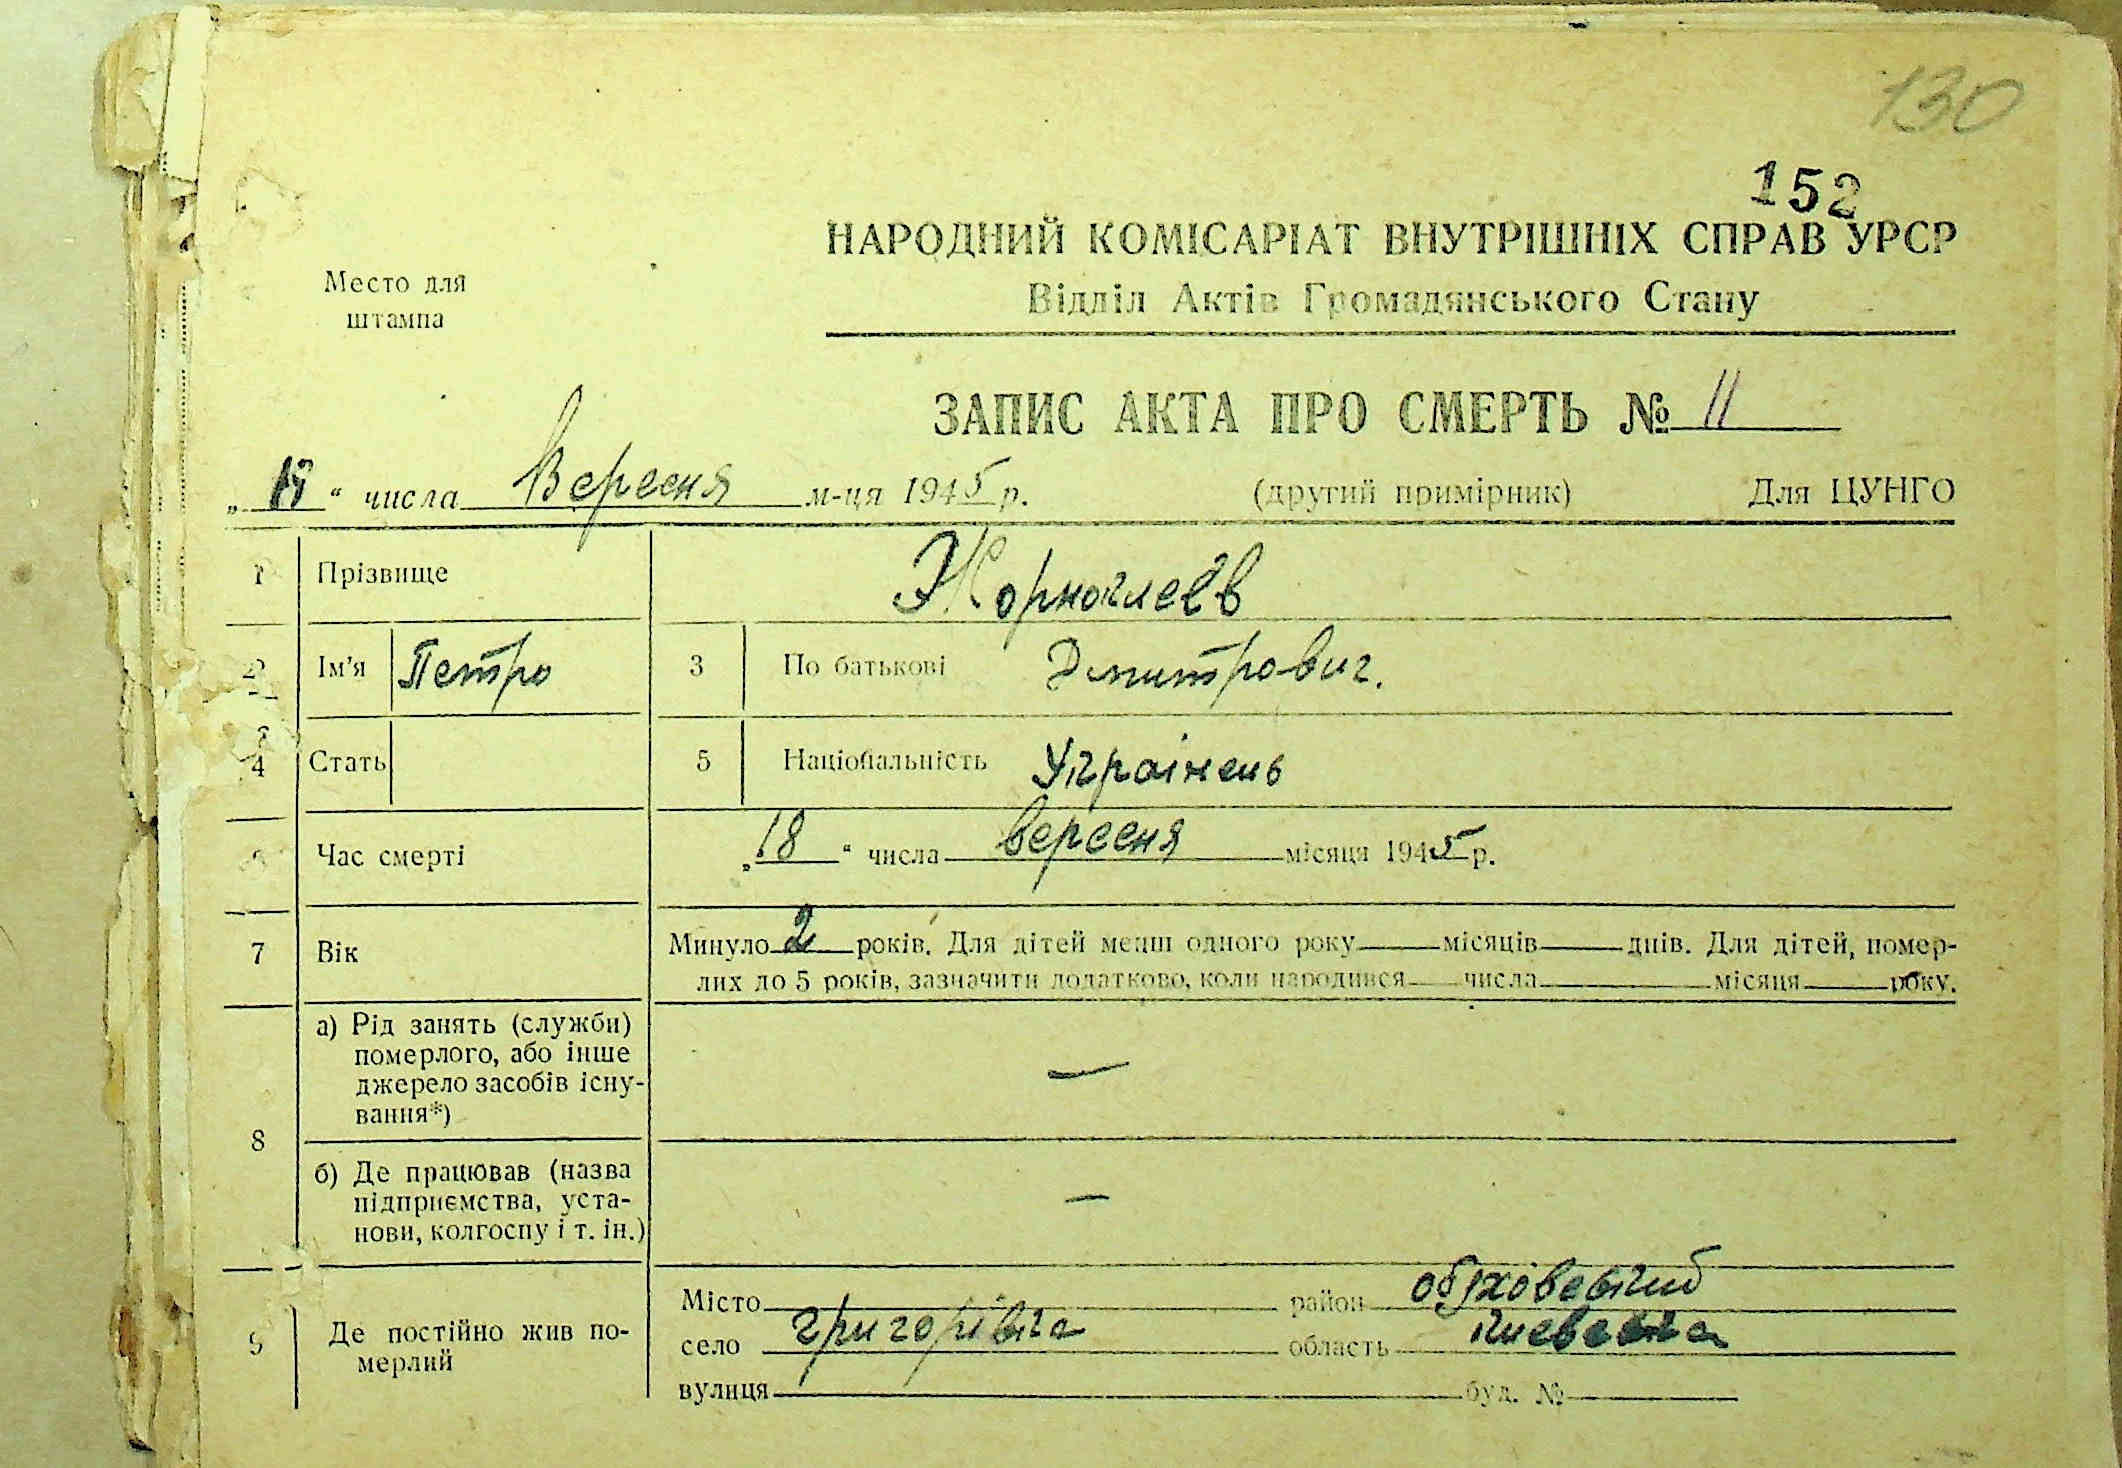 130
152
НАРОДНИЙ КОМІСАРІАТ ВНУТРІШНІХ СПРАВ УРСР
Відділ Актів Громадянського Стану
Место для
штампа
ЗАПИС АКТА ПРО СМЕРТЬ № 11
„ “ числа Вересня м-ця 1945 р. (другий примірник) Для ЦУНГО
1 Прізвище
2 Ім'я Петро 3 По батькові Дмитрович.
4 Стать 5 Національність Українець
6 Час смерті „18“ числа вересня місяця 1945 р.
7 Вік Минуло 2 років. Для дітей менш одного року місяців днів. Для дітей, помер-
лих до 5 років, зазначити додатково, коли народився числа місяця року.
8 а) Рід занять (служби)
померлого, або інше
джерело засобів існу-
вання*) —
б) Де працював (назва
підприємства, уста-
нови, колгоспу і т. ін.) —
9 Де постійно жив по-
мерлий
Місто район обуховський
село григорівка область киевська
вулиця буд. №